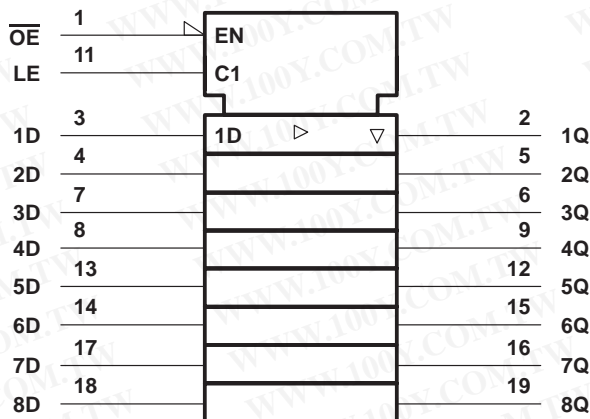 OE 1 EN
LE 11 C1
1D 3 1D 2 1Q
2D 4 5 2Q
3D 7 6 3Q
4D 8 9 4Q
5D 13 12 5Q
6D 14 15 6Q
7D 17 16 7Q
8D 18 19 8Q
WWW.100Y.COM.TW